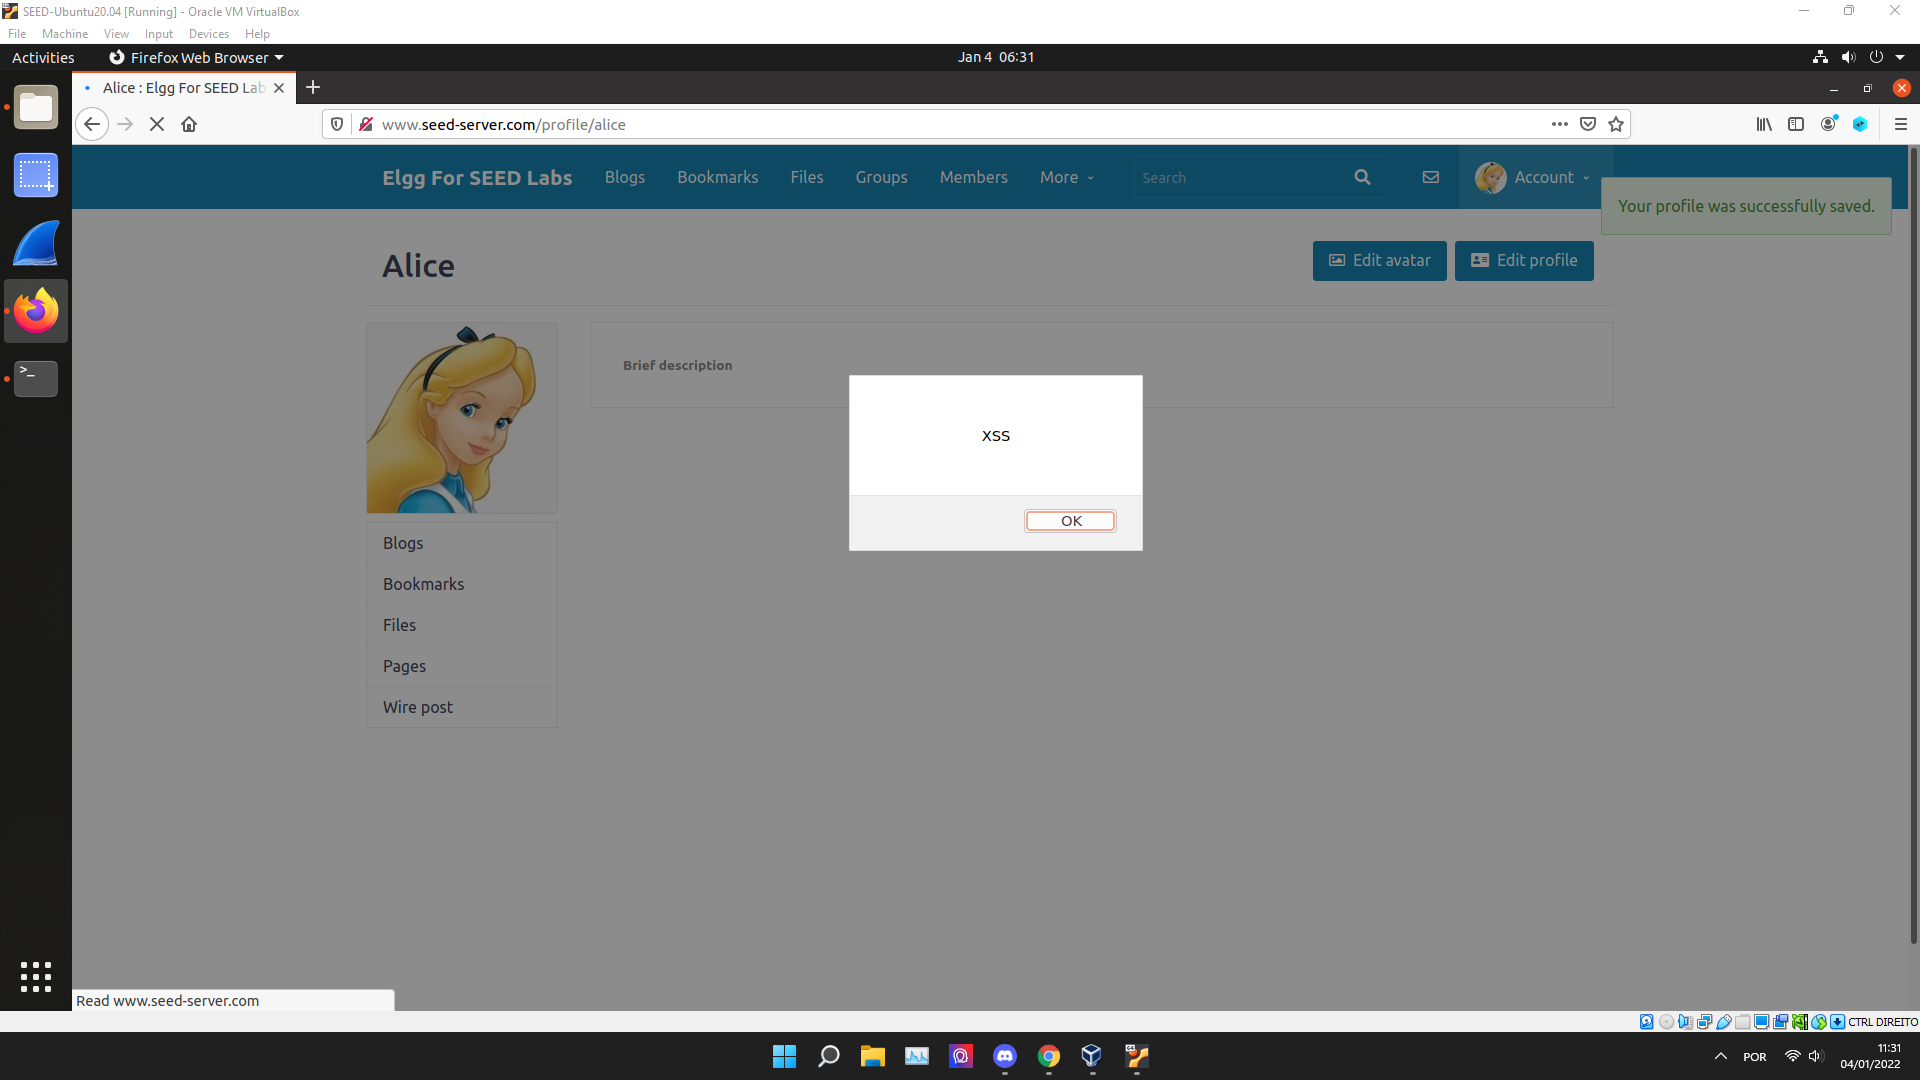 SEED-Ubuntu20.04 [Running] - Oracle VM VirtualBox
File Machine View Input Devices Help
Activities Firefox Web Browser Jan 4 06:31
Alice : Elgg For SEED Lab
www.seed-server.com/profile/alice
Elgg For SEED Labs Blogs Bookmarks Files Groups Members More Search Account
Your profile was successfully saved.
Alice Edit avatar Edit profile
Brief description
XSS
OK
Blogs
Bookmarks
Files
Pages
Wire post
Read www.seed-server.com
CTRL DIREITO
POR 11:31
04/01/2022